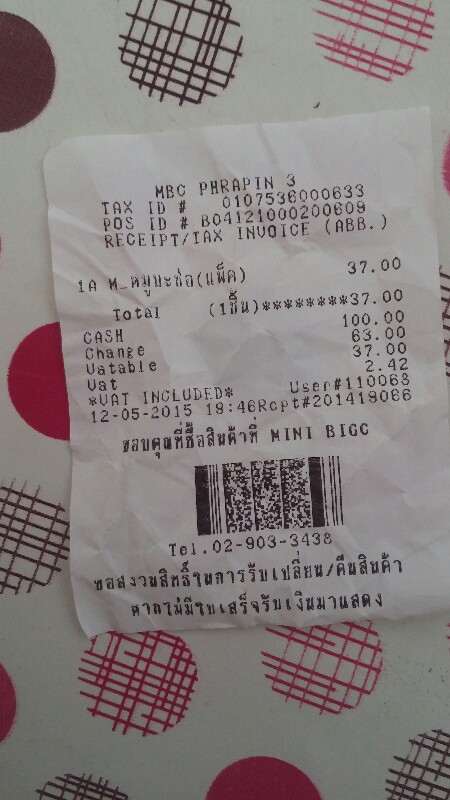 MBC PHRAPIN 3
TAX ID # 0107536000633
POS ID # B04121000200609
RECEIPT/TAX INVOICE (ABB.)
1A ห_หมูบะช่อ(แพ็ค) 37.00
Total (1ชิ้น)********37.00
CASH 100.00
Change 63.00
Vatable 37.00
Vat 2.42
*VAT INCLUDED* User#110063
12-05-2015 19:46Rcpt#201419066
ขอบคุณที่ซื้อสินค้าที่ MINI BIGC
Tel.02-903-3438
ขอสงวนสิทธิ์ในการรับเปลี่ยน/คืนสินค้า
หากไม่มีใบเสร็จรับเงินมาแสดง